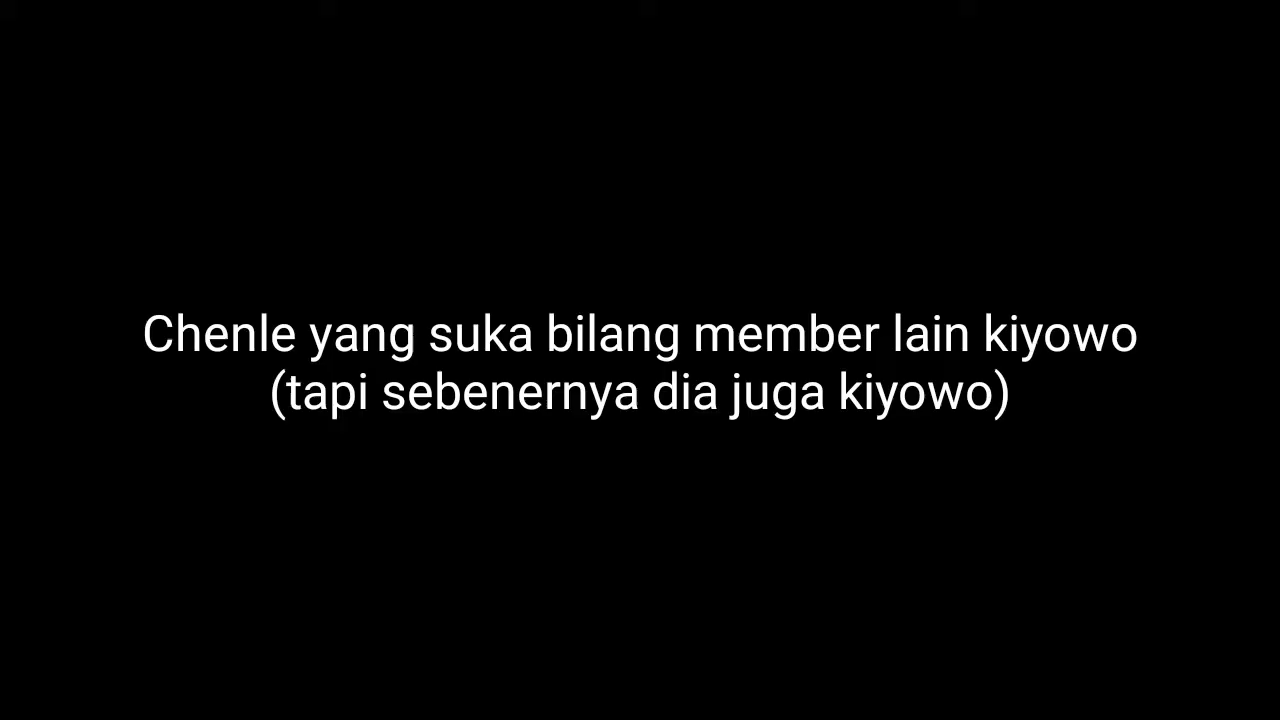 Chenle yang suka bilang member lain kiyowo
(tapi sebenernya dia juga kiyowo)